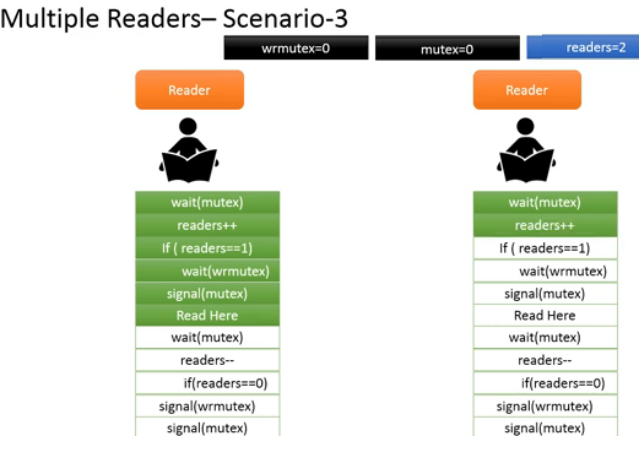 Multiple Readers– Scenario-3
wrmutex=0
mutex=0
readers=2
Reader
Reader
wait(mutex)
readers++
If ( readers==1)
wait(wrmutex)
signal(mutex)
Read Here
wait(mutex)
readers--
if(readers==0)
signal(wrmutex)
signal(mutex)
wait(mutex)
readers++
If ( readers==1)
wait(wrmutex)
signal(mutex)
Read Here
wait(mutex)
readers--
if(readers==0)
signal(wrmutex)
signal(mutex)